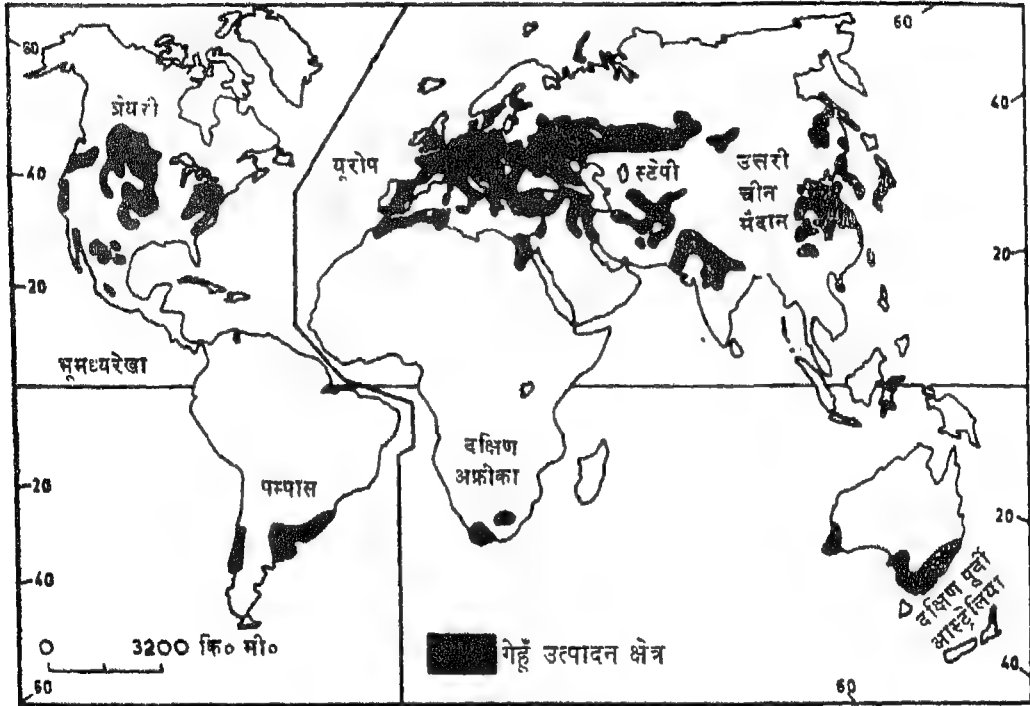 60
60
प्रेयरी
40
40
यूरोप
स्टेपी
उत्तरी
चीन
मैदान
20
20
भूमध्यरेखा
दक्षिण
अफ्रीका
20
पम्पास
20
40
दक्षिण पूर्वी
आस्ट्रेलिया
0 3200 कि० मी०
गेहूँ उत्पादन क्षेत्र
40
60
60